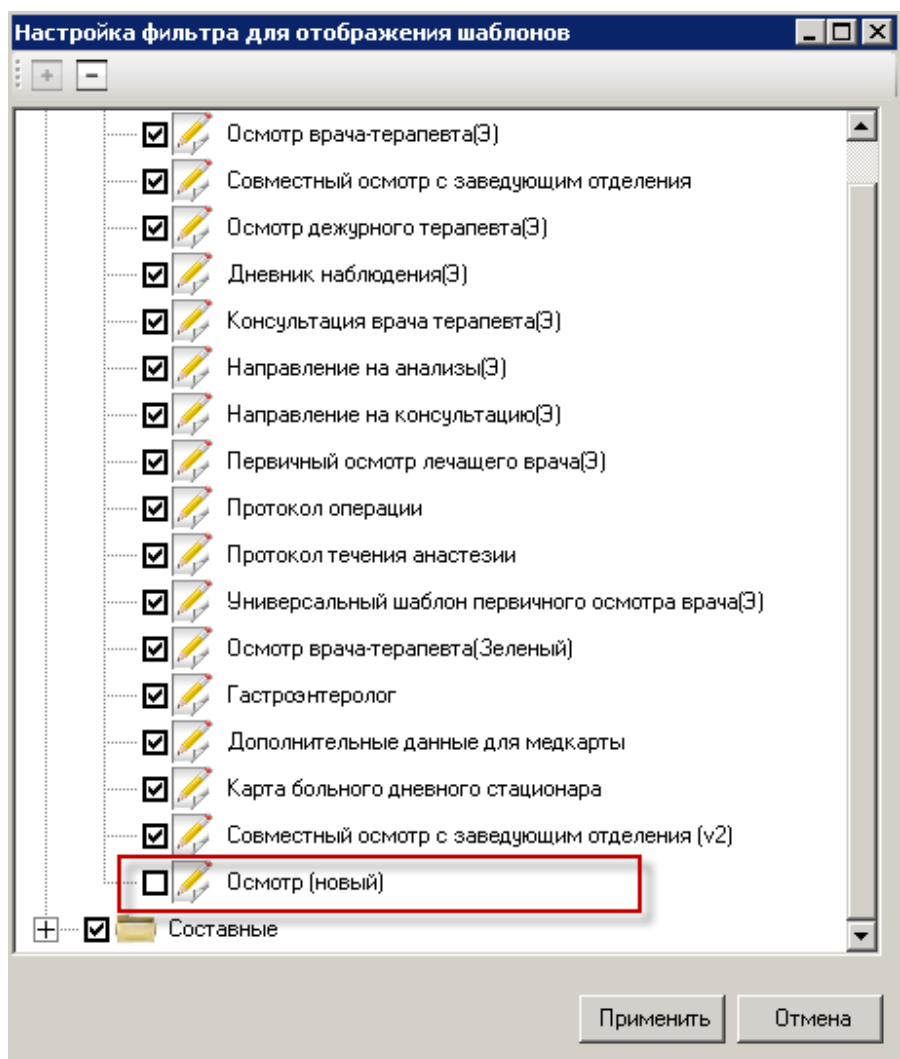 Настройка фильтра для отображения шаблонов
Осмотр врача-терапевта(Э)
Совместный осмотр с заведующим отделения
Осмотр дежурного терапевта(Э)
Дневник наблюдения(Э)
Консультация врача терапевта(Э)
Направление на анализы(Э)
Направление на консультацию(Э)
Первичный осмотр лечащего врача(Э)
Протокол операции
Протокол течения анастезии
Универсальный шаблон первичного осмотра врача(Э)
Осмотр врача-терапевта(Зеленый)
Гастроэнтеролог
Дополнительные данные для медкарты
Карта больного дневного стационара
Совместный осмотр с заведующим отделения (v2)
Осмотр (новый)
Составные
Применить Отмена